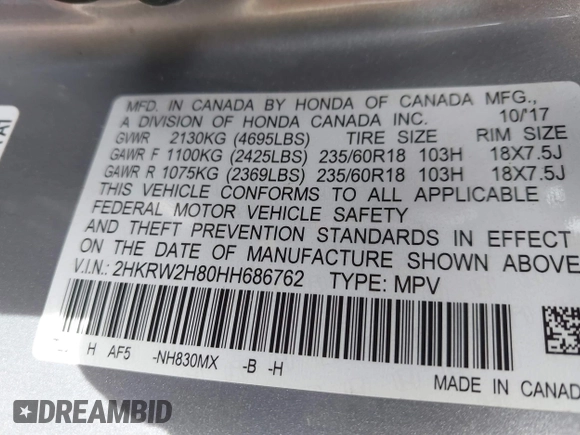 MFD. IN CANADA BY HONDA OF CANADA MFG.,
A DIVISION OF HONDA CANADA INC. 10/17
GVWR 2130KG (4695LBS) TIRE SIZE RIM SIZE
GAWR F 1100KG (2425LBS) 235/60R18 103H 18X7.5J
GAWR R 1075KG (2369LBS) 235/60R18 103H 18X7.5J
THIS VEHICLE CONFORMS TO ALL APPLICABLE
FEDERAL MOTOR VEHICLE SAFETY
AND THEFT PREVENTION STANDARDS IN EFFECT
ON THE DATE OF MANUFACTURE SHOWN ABOVE
V.I.N.: 2HKRW2H80HH686762 TYPE: MPV
H AF5 -NH830MX -B -H
MADE IN CANAD
DREAMBID